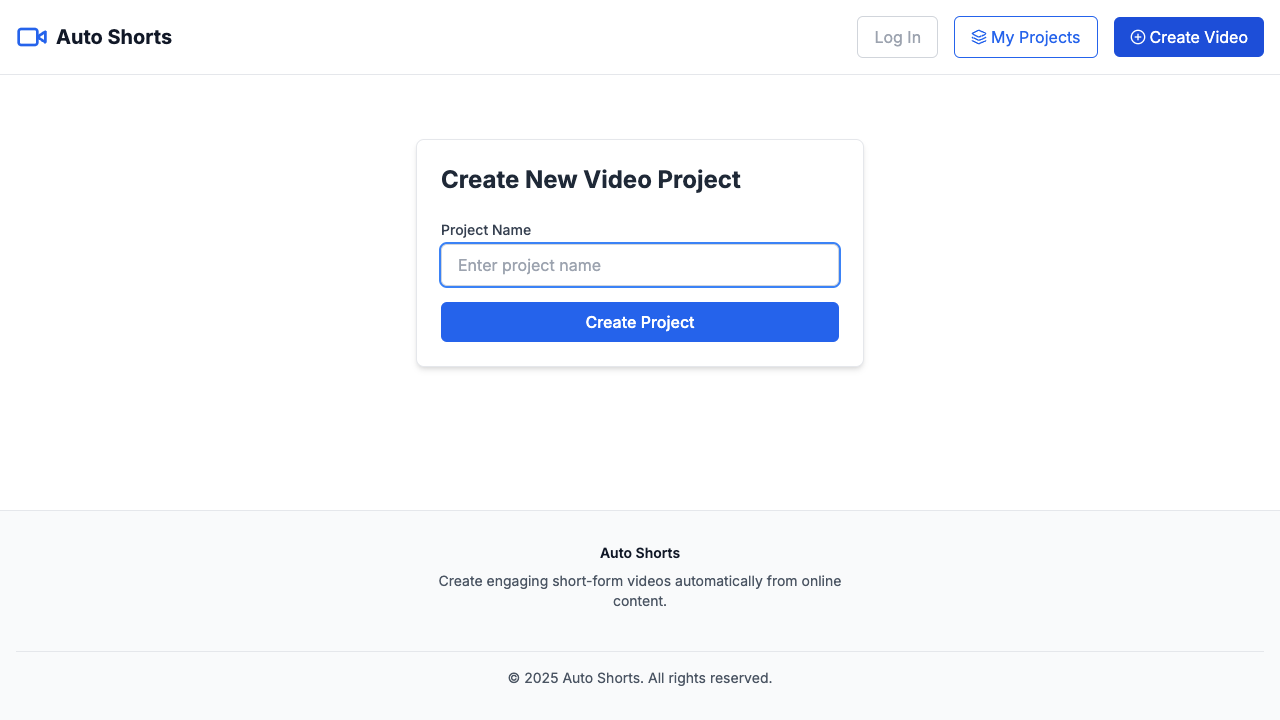 Auto Shorts
Log In
My Projects
Create Video
Create New Video Project
Project Name
Enter project name
Create Project
Auto Shorts
Create engaging short-form videos automatically from online
content.
© 2025 Auto Shorts. All rights reserved.